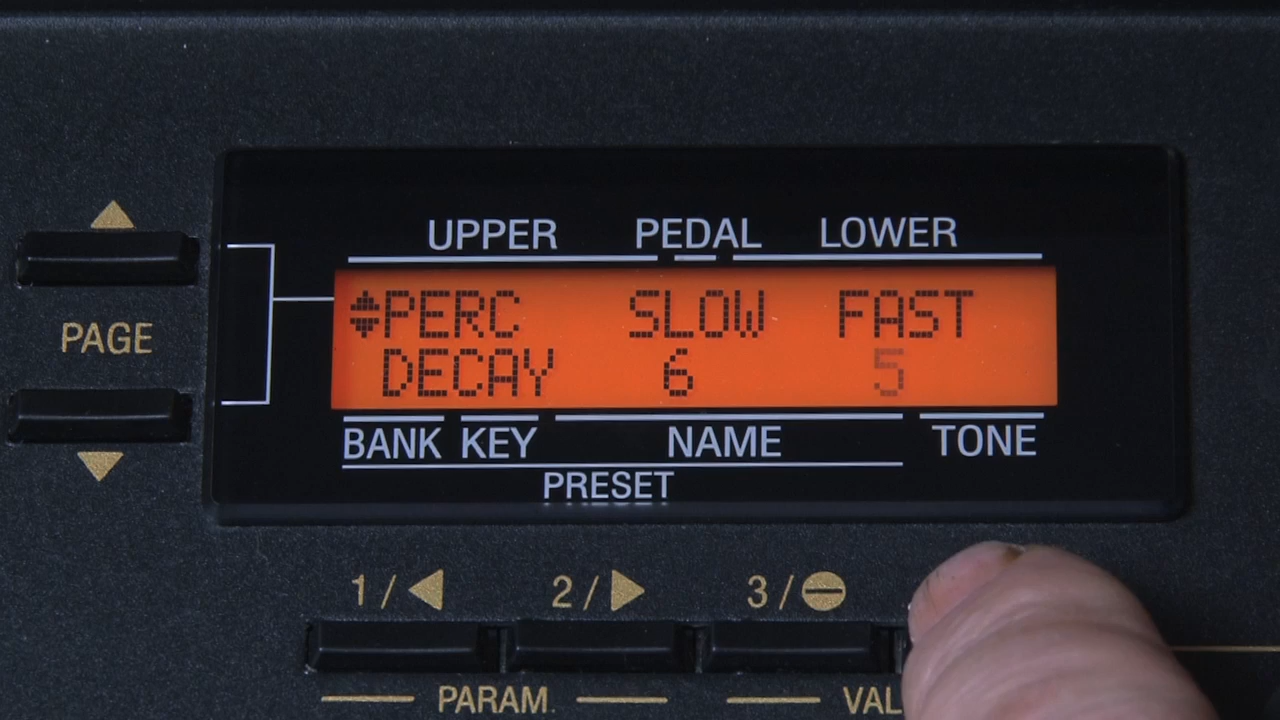 UPPER PEDAL LOWER
PAGE
PERC SLOW FAST
DECAY 6 5
BANK KEY NAME TONE
PRESET
1 / 2 / 3 /
PARAM. VAL